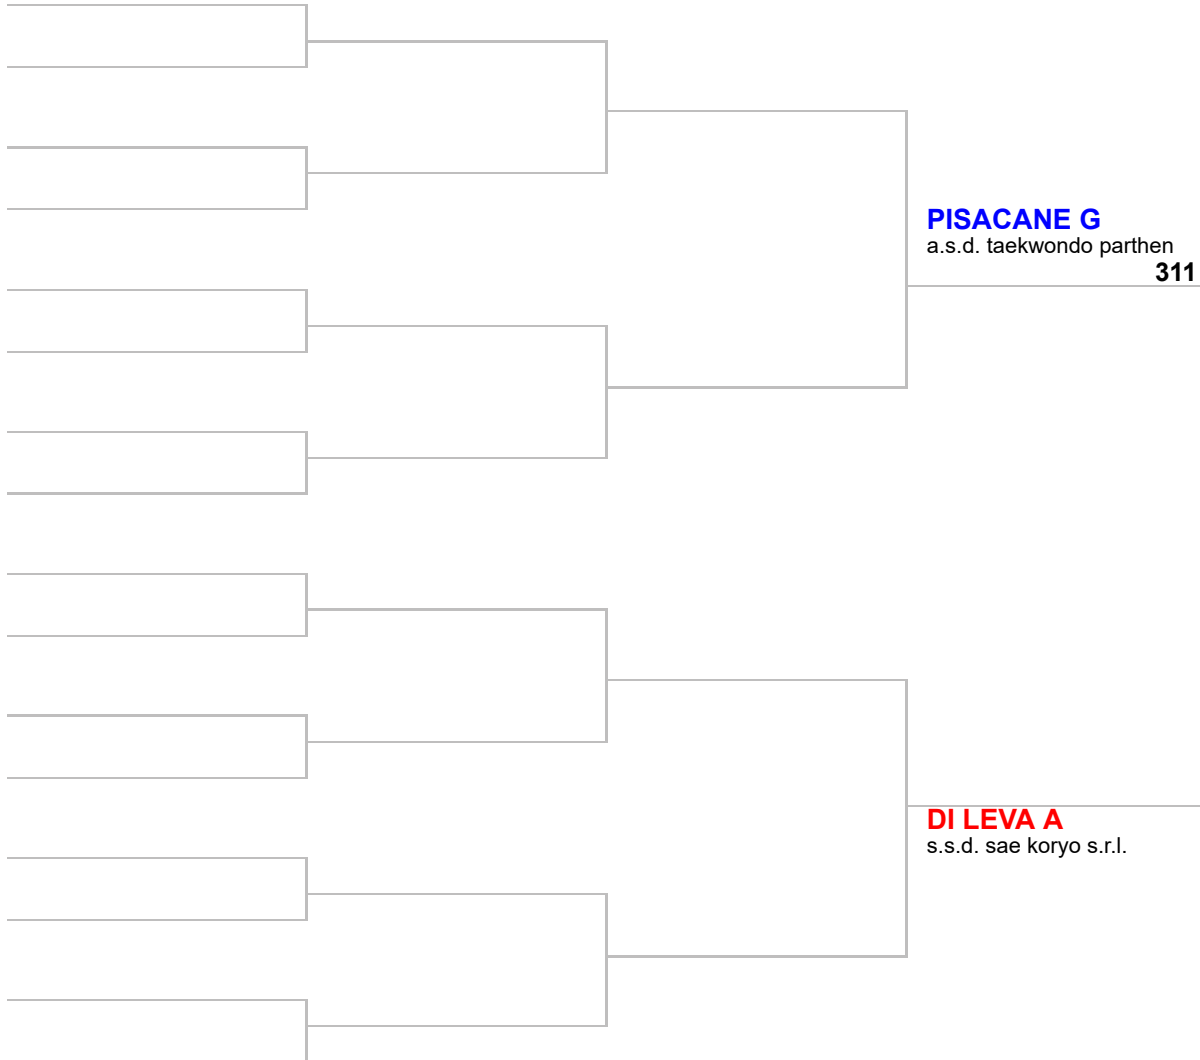 PISACANE G
a.s.d. taekwondo parthen
311
DI LEVA A
s.s.d. sae koryo s.r.l.